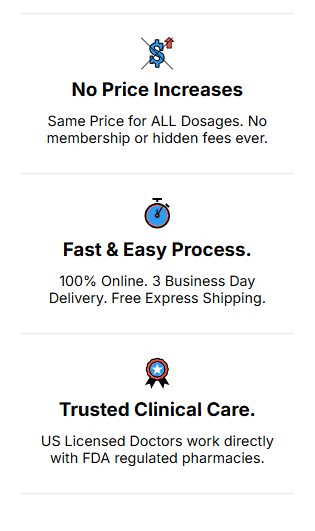 No Price Increases
Same Price for ALL Dosages. No
membership or hidden fees ever.
Fast & Easy Process.
100% Online. 3 Business Day
Delivery. Free Express Shipping.
Trusted Clinical Care.
US Licensed Doctors work directly
with FDA regulated pharmacies.